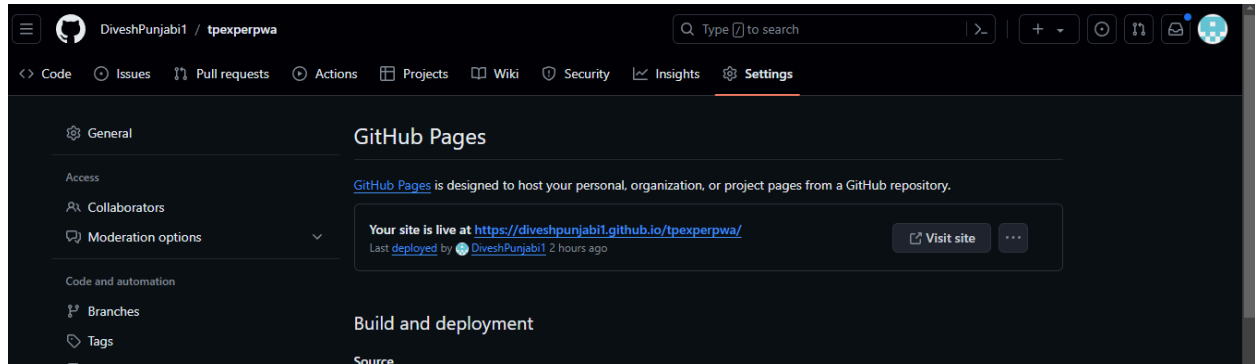 DiveshPunjabi1 / tpexperpwa
Type / to search
Code Issues Pull requests Actions Projects Wiki Security Insights Settings
General
Access
Collaborators
Moderation options
Code and automation
Branches
Tags
GitHub Pages
GitHub Pages is designed to host your personal, organization, or project pages from a GitHub repository.
Your site is live at https://diveshpunjabi1.github.io/tpexperpwa/
Last deployed by DiveshPunjabi1 2 hours ago
Visit site
Build and deployment
Source